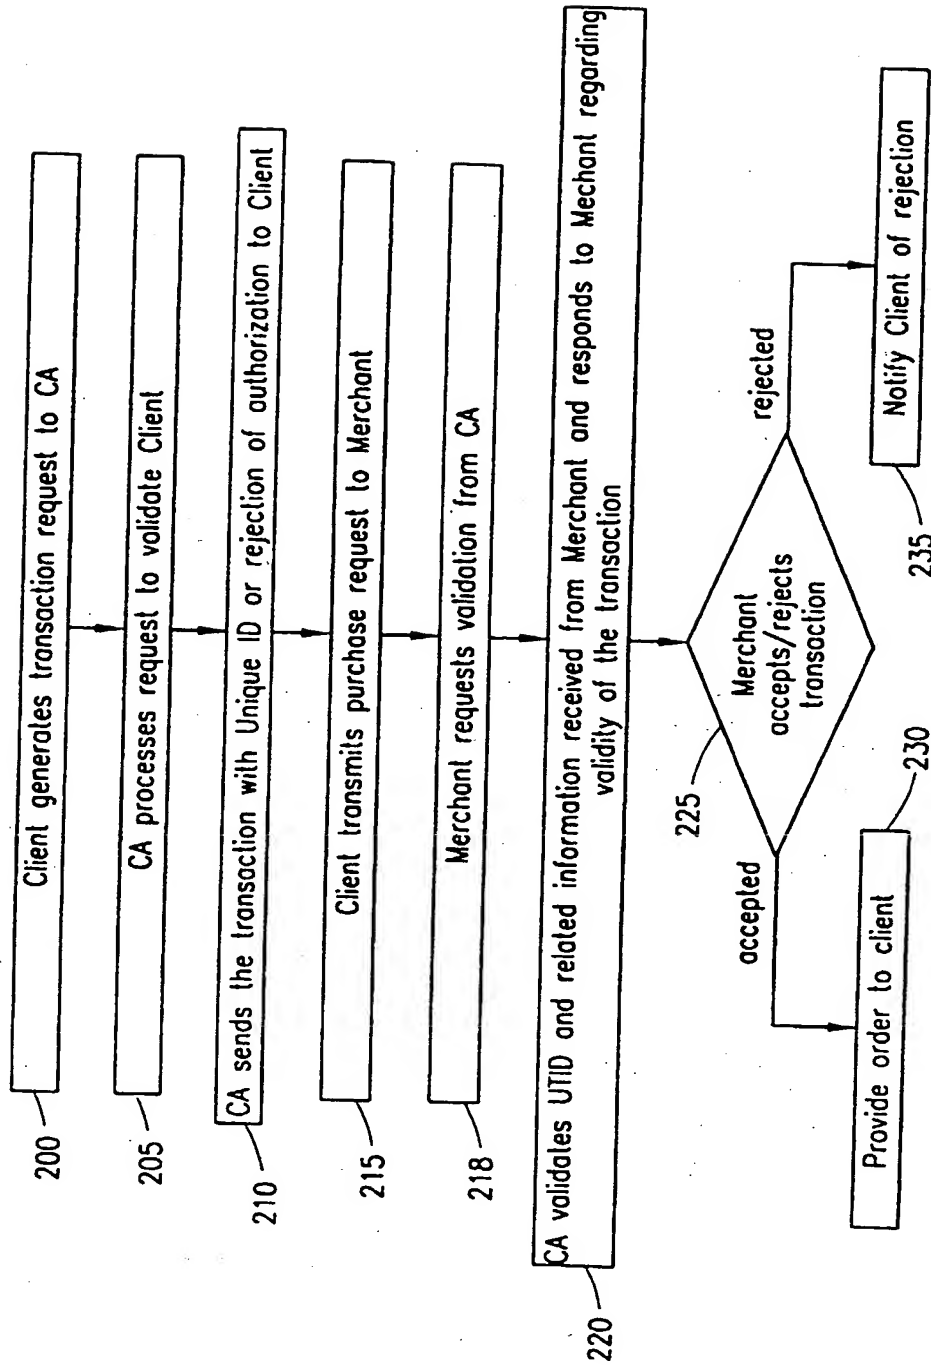 Client generates transaction request to CA
200
CA processes request to validate Client
205
CA sends the transaction with Unique ID or rejection of authorization to Client
210
Client transmits purchase request to Merchant
215
Merchant requests validation from CA
218
CA validates UTID and related information received from Merchant and responds to Mechant regarding
validity of the transaction
220
Merchant
accepts/rejects
transaction
225
accepted
rejected
Provide order to client
230
Notify Client of rejection
235